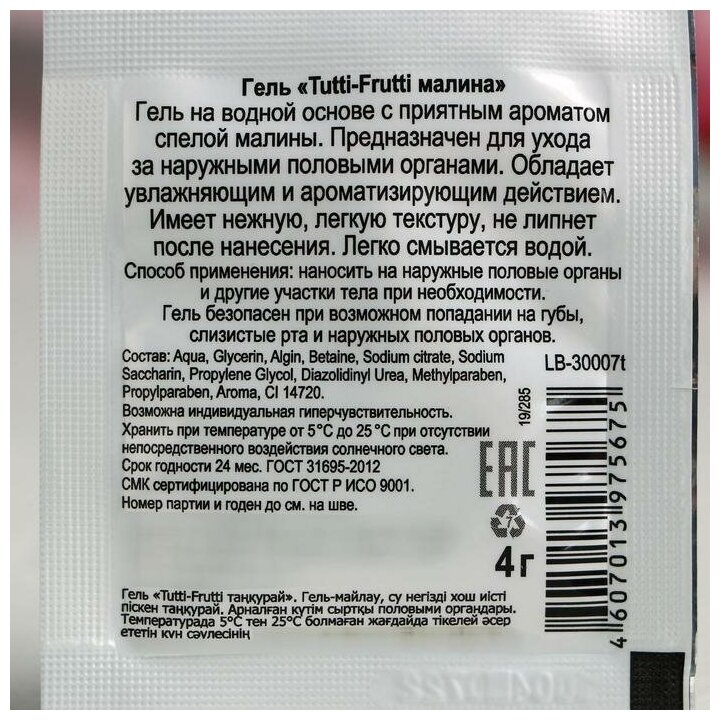 Гель «Tutti-Frutti малина»
Гель на водной основе с приятным ароматом
спелой малины. Предназначен для ухода
за наружными половыми органами. Обладает
увлажняющим и ароматизирующим действием.
Имеет нежную, легкую текстуру, не липнет
после нанесения. Легко смывается водой.
Способ применения: наносить на наружные половые органы
и другие участки тела при необходимости.
Гель безопасен при возможном попадании на губы,
слизистые рта и наружных половых органов.
Состав: Aqua, Glycerin, Algin, Betaine, Sodium citrate, Sodium
Saccharin, Propylene Glycol, Diazolidinyl Urea, Methylparaben,
Propylparaben, Aroma, CI 14720.
Возможна индивидуальная гиперчувствительность.
Хранить при температуре от 5°С до 25°С при отсутствии
непосредственного воздействия солнечного света.
Срок годности 24 мес. ГОСТ 31695-2012
СМК сертифицирована по ГОСТ Р ИСО 9001.
Номер партии и годен до см. на шве.
LB-30007t
19/285
EAC
7
4 г
4 607013 975675
Гель «Tutti-Frutti таңқурай». Гель-майлау, су негізді хош иісті
піскен таңқурай. Арналған күтім сыртқы половыми органдары.
Температурада 5°С тен 25°С болмаған жағдайда тікелей әсер
ететін күн сәулесінің